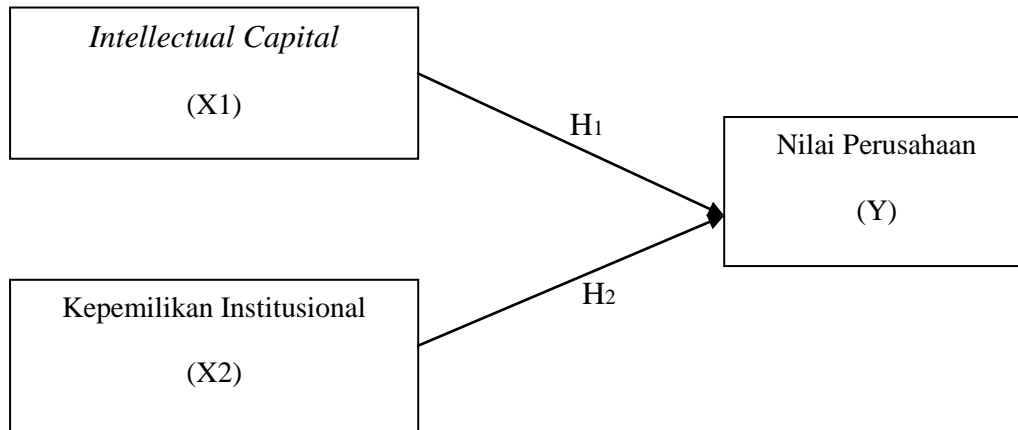 Intellectual Capital
(X1)
H1
Nilai Perusahaan
(Y)
Kepemilikan Institusional
(X2)
H2